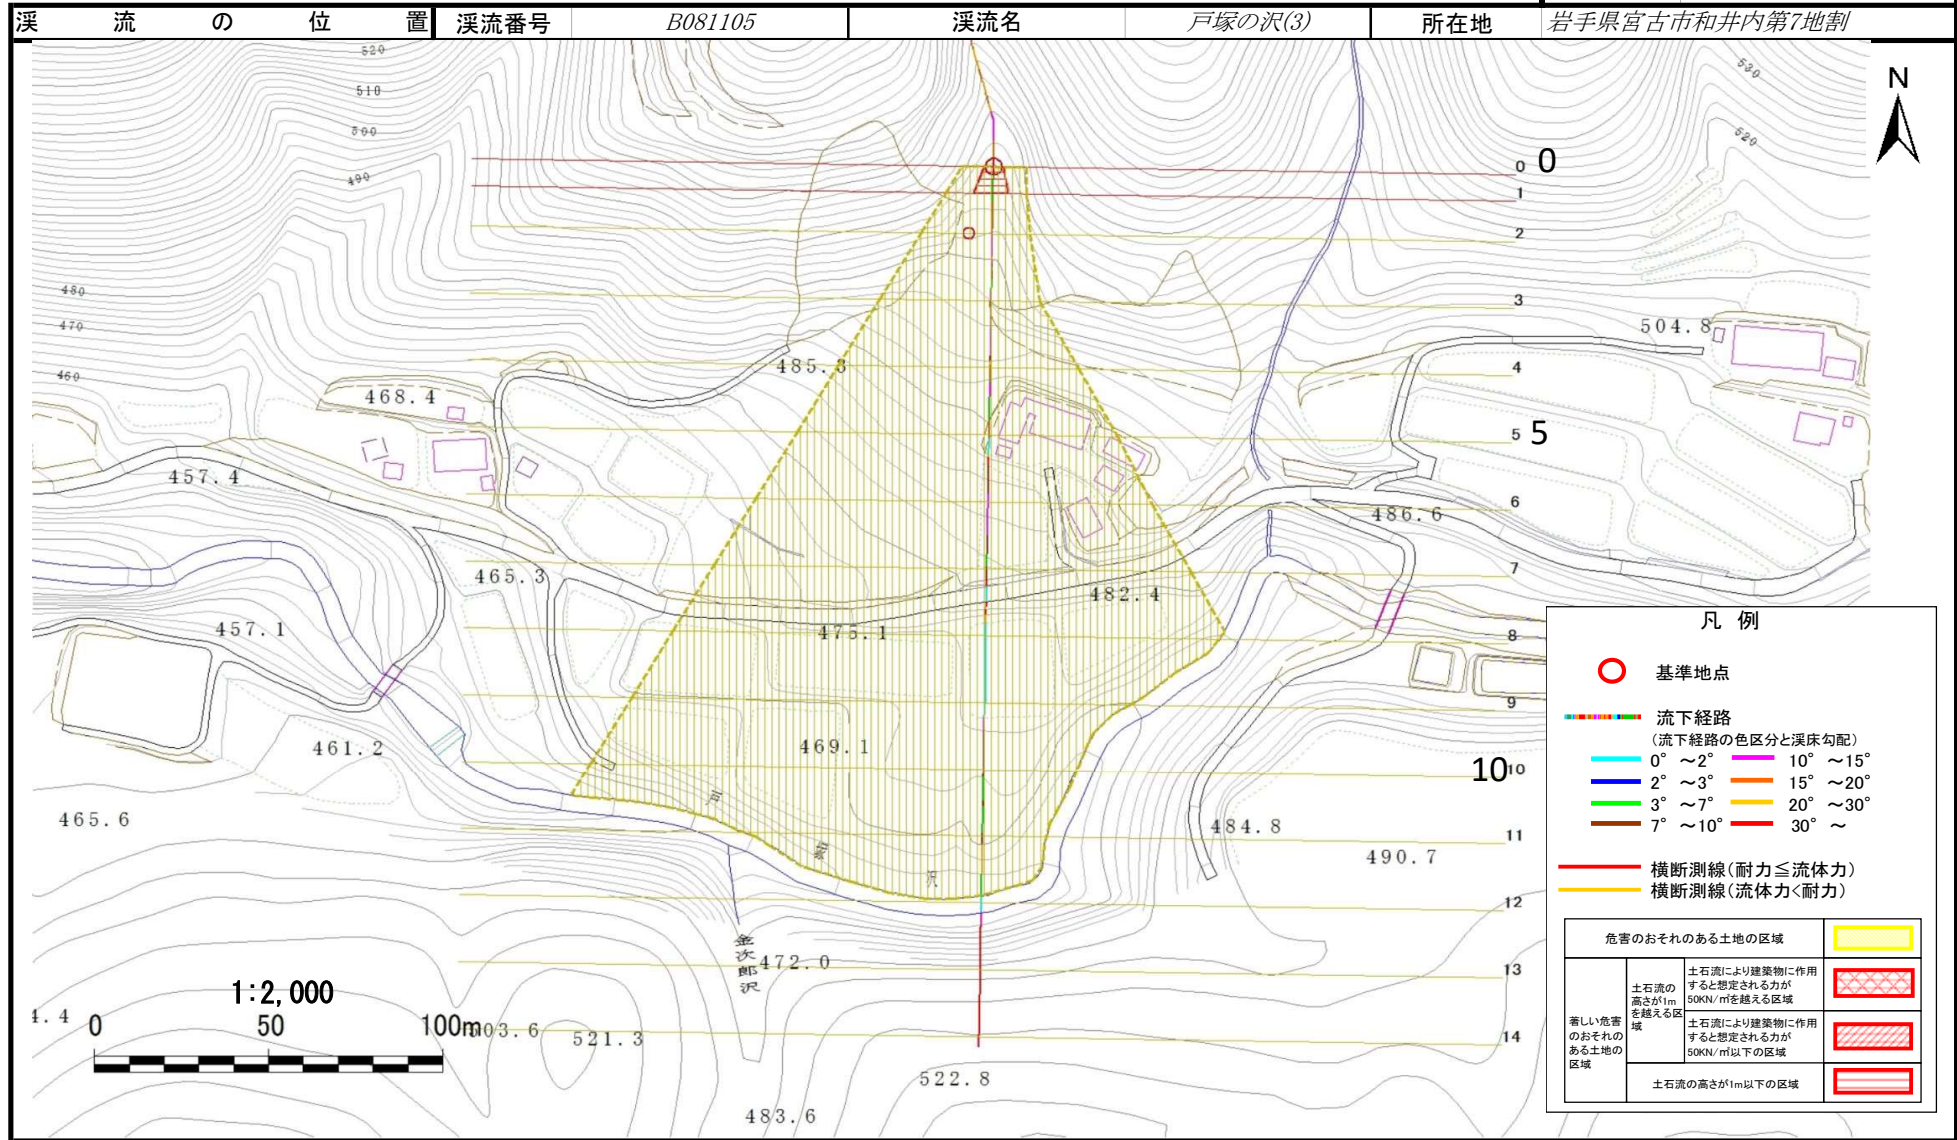 渓流の位置 渓流番号 B081105 渓流名 戸塚の沢(3) 所在地 岩手県宮古市和井内第7地割
N
520
510
500
490
480
470
460
530
520
0 0
1
2
3
4
5 5
6
7
8
9
10 10
11
12
13
14
504.8
485.3
468.4
457.4
486.6
465.3
482.4
457.1
475.1
469.1
461.2
465.6
484.8
490.7
戸
沢
金次郎沢
472.0
1:2,000
0 50 100m
4.4
03.6
521.3
522.8
483.6
凡 例
基準地点
流下経路
(流下経路の色区分と渓床勾配)
0° ～2° 10° ～15°
2° ～3° 15° ～20°
3° ～7° 20° ～30°
7° ～10° 30° ～
横断測線(耐力≦流体力)
横断測線(流体力<耐力)
危害のおそれのある土地の区域
著しい危害
のおそれの
ある土地の
区域
土石流の
高さが1m
を越える区
域
土石流により建築物に作用
すると想定される力が
50KN/㎡を越える区域
土石流により建築物に作用
すると想定される力が
50KN/㎡以下の区域
土石流の高さが1m以下の区域